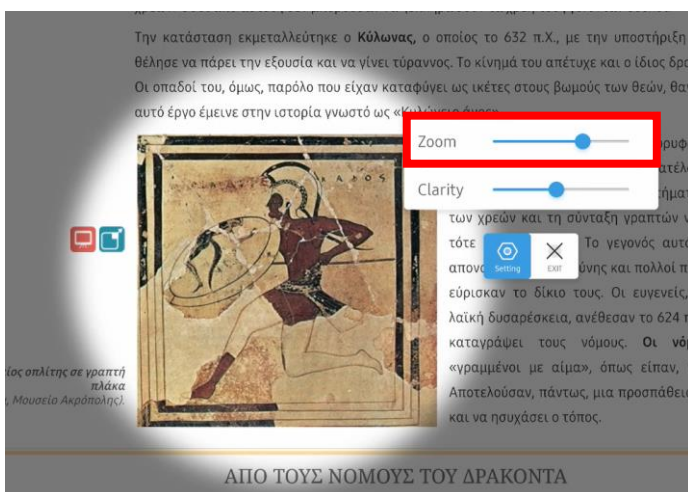 Την κατάσταση εκμεταλλεύτηκε ο Κύλωνας, ο οποίος το 632 π.Χ., με την υποστήριξη
θέλησε να πάρει την εξουσία και να γίνει τύραννος. Το κίνημά του απέτυχε και ο ίδιος
Οι οπαδοί του, όμως, παρόλο που είχαν καταφύγει ως ικέτες στους βωμούς των θεών,
αυτό έργο έμεινε στην ιστορία γνωστό ως
Zoom
Clarity
των χρεών και τη σύνταξη γραπτών
τότε Το γεγονός
Setting
EXIT
και πολλοί
εύρισκαν το δίκιο τους. Οι ευγενείς,
λαϊκή δυσαρέσκεια, ανέθεσαν το 624
καταγράψει τους νόμους. Οι
«γραμμένοι με αίμα», όπως είπαν,
Αποτελούσαν, πάντως, μια
και να ησυχάσει ο τόπος.
οπλίτης σε γραπτή
πλάκα
Μουσείο Ακρόπολης).
ΑΠΟ ΤΟΥΣ ΝΟΜΟΥΣ ΤΟΥ ΔΡΑΚΟΝΤΑ